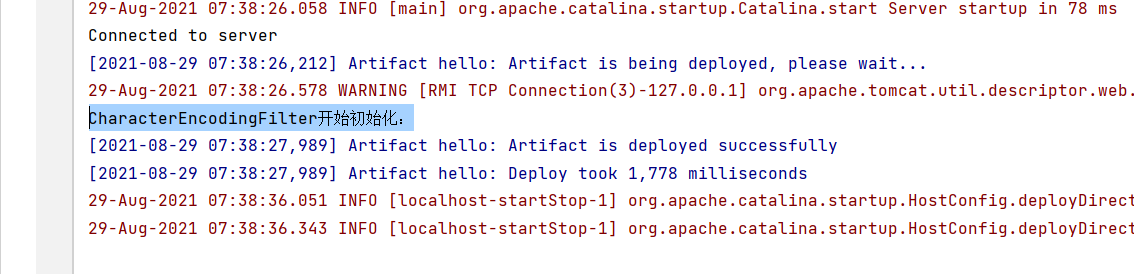 29-Aug-2021 07:38:26.058 INFO [main] org.apache.catalina.startup.Catalina.start Server startup in 78 ms
Connected to server
[2021-08-29 07:38:26,212] Artifact hello: Artifact is being deployed, please wait...
29-Aug-2021 07:38:26.578 WARNING [RMI TCP Connection(3)-127.0.0.1] org.apache.tomcat.util.descriptor.web.
CharacterEncodingFilter开始初始化:
[2021-08-29 07:38:27,989] Artifact hello: Artifact is deployed successfully
[2021-08-29 07:38:27,989] Artifact hello: Deploy took 1,778 milliseconds
29-Aug-2021 07:38:36.051 INFO [localhost-startStop-1] org.apache.catalina.startup.HostConfig.deployDirect
29-Aug-2021 07:38:36.343 INFO [localhost-startStop-1] org.apache.catalina.startup.HostConfig.deployDirect